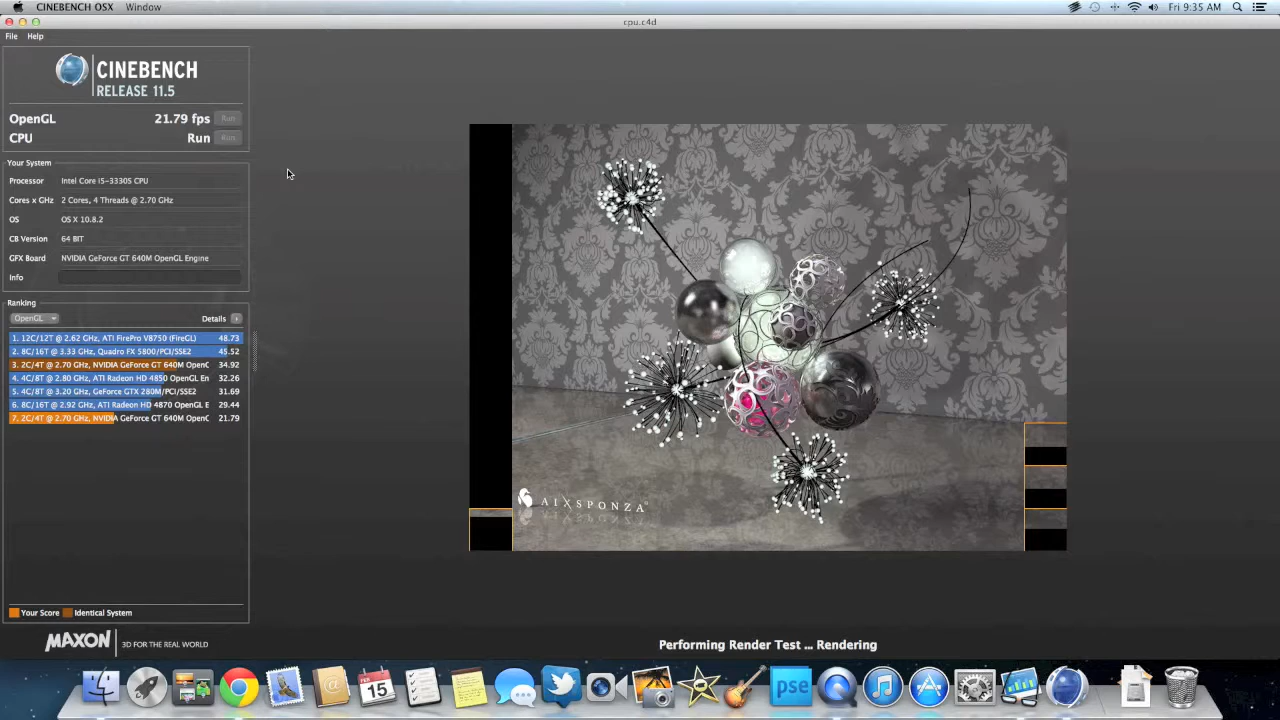 CINEBENCH OSX Window
Fri 9:35 AM
cpu.c4d
File Help
CINEBENCH
RELEASE 11.5
OpenGL 21.79 fps Run
CPU Run Run
Your System
Processor Intel Core i5-3330S CPU
Cores x GHz 2 Cores, 4 Threads @ 2.70 GHz
OS OS X 10.8.2
CB Version 64 BIT
GFX Board NVIDIA GeForce GT 640M OpenGL Engine
Info
Ranking
OpenGL Details
1. 12C/12T @ 2.62 GHz, ATI FirePro V8750 (FireGL) 48.73
2. 8C/16T @ 3.33 GHz, Quadro FX 5800/PCI/SSE2 45.52
3. 2C/4T @ 2.70 GHz, NVIDIA GeForce GT 640M OpenC 34.92
4. 4C/8T @ 2.80 GHz, ATI Radeon HD 4850 OpenGL En 32.26
5. 4C/8T @ 3.20 GHz, GeForce GTX 280M/PCI/SSE2 31.69
6. 8C/16T @ 2.92 GHz, ATI Radeon HD 4870 OpenGL E 29.44
7. 2C/4T @ 2.70 GHz, NVIDIA GeForce GT 640M OpenC 21.79
AIXSPONZA
Your Score Identical System
MAXON 3D FOR THE REAL WORLD
Performing Render Test ... Rendering
FEB
15
pse